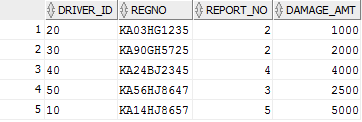 DRIVER_ID REGNO REPORT_NO DAMAGE_AMT
1 20 KA03HG1235 2 1000
2 30 KA90GH5725 2 2000
3 40 KA24BJ2345 4 4000
4 50 KA56HJ8647 3 2500
5 10 KA14HJ8657 5 5000